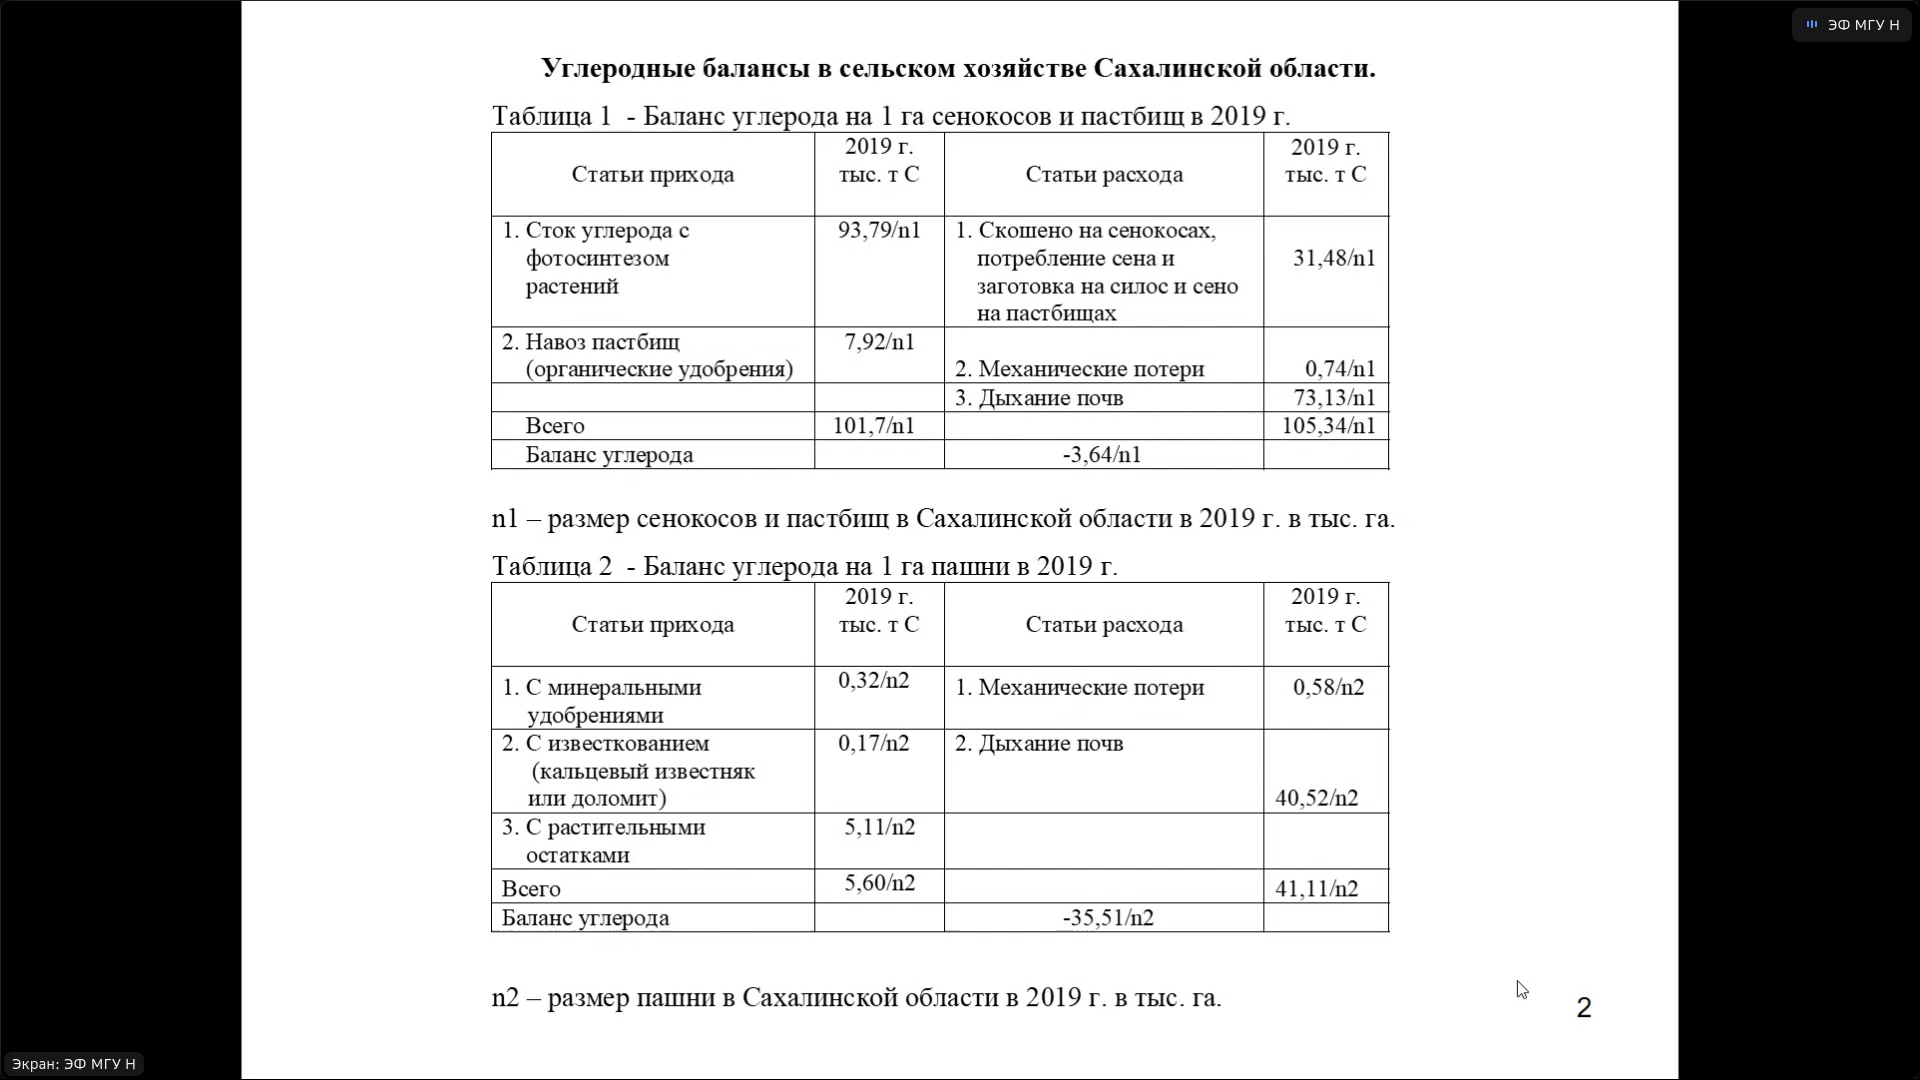 ЭФ МГУ Н
Углеродные балансы в сельском хозяйстве Сахалинской области.
Таблица 1 - Баланс углерода на 1 га сенокосов и пастбищ в 2019 г.
Статьи прихода
2019 г.
тыс. т С
Статьи расхода
2019 г.
тыс. т С
1. Сток углерода с
фотосинтезом
растений
93,79/n1
1. Скошено на сенокосах,
потребление сена и
заготовка на силос и сено
на пастбищах
31,48/n1
2. Навоз пастбищ
(органические удобрения)
7,92/n1
2. Механические потери
0,74/n1
3. Дыхание почв
73,13/n1
Всего
101,7/n1
105,34/n1
Баланс углерода
-3,64/n1
n1 – размер сенокосов и пастбищ в Сахалинской области в 2019 г. в тыс. га.
Таблица 2 - Баланс углерода на 1 га пашни в 2019 г.
Статьи прихода
2019 г.
тыс. т С
Статьи расхода
2019 г.
тыс. т С
1. С минеральными
удобрениями
0,32/n2
1. Механические потери
0,58/n2
2. С известкованием
(кальцевый известняк
или доломит)
0,17/n2
2. Дыхание почв
40,52/n2
3. С растительными
остатками
5,11/n2
Всего
5,60/n2
41,11/n2
Баланс углерода
-35,51/n2
n2 – размер пашни в Сахалинской области в 2019 г. в тыс. га.
2
Экран: ЭФ МГУ Н